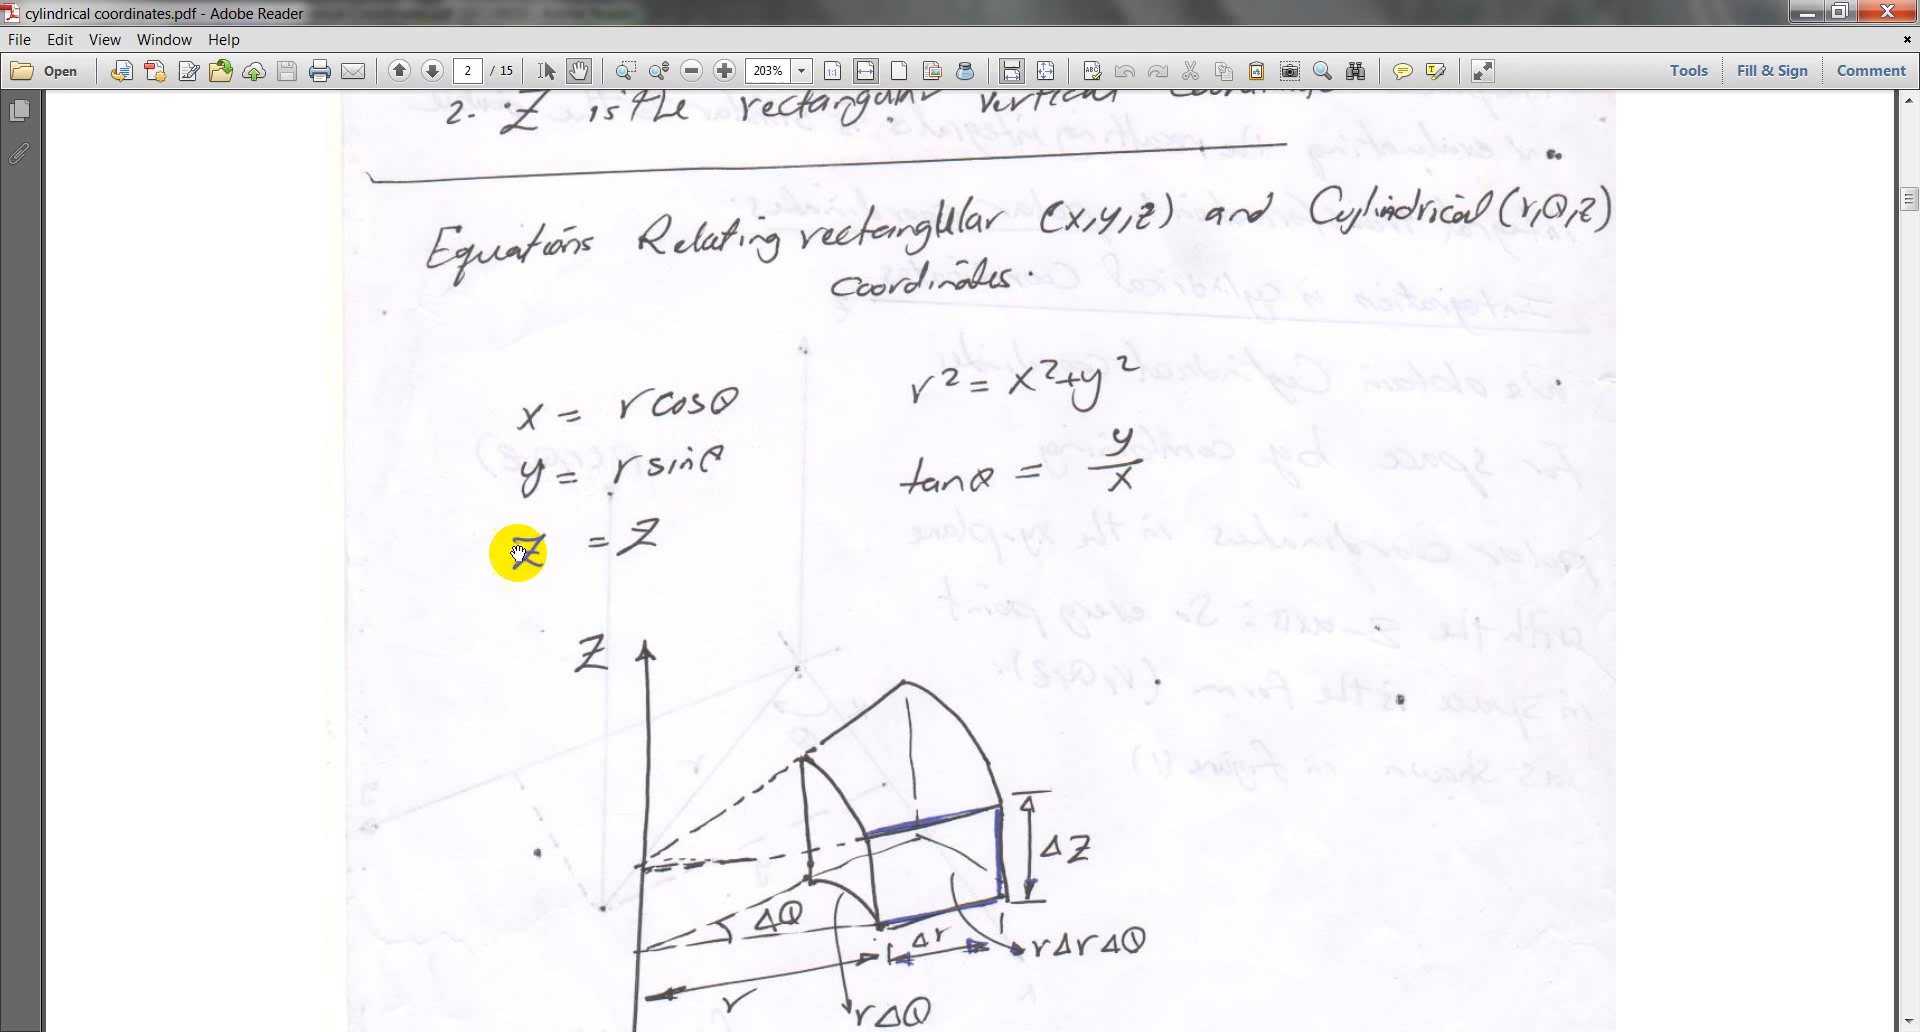 cylindrical coordinates.pdf - Adobe Reader
File Edit View Window Help
Open 2 / 15 203% Tools Fill & Sign Comment
2. Z is the rectangular vertical
Equations Relating rectangular (x,y,z) and Cylindrical (r,θ,z)
coordinates.
x = r cosθ r² = x²+y²
y = r sinθ tanθ = y/x
Z = Z
Z
ΔZ
Δθ
Δr
rΔrΔθ
r
rΔθ